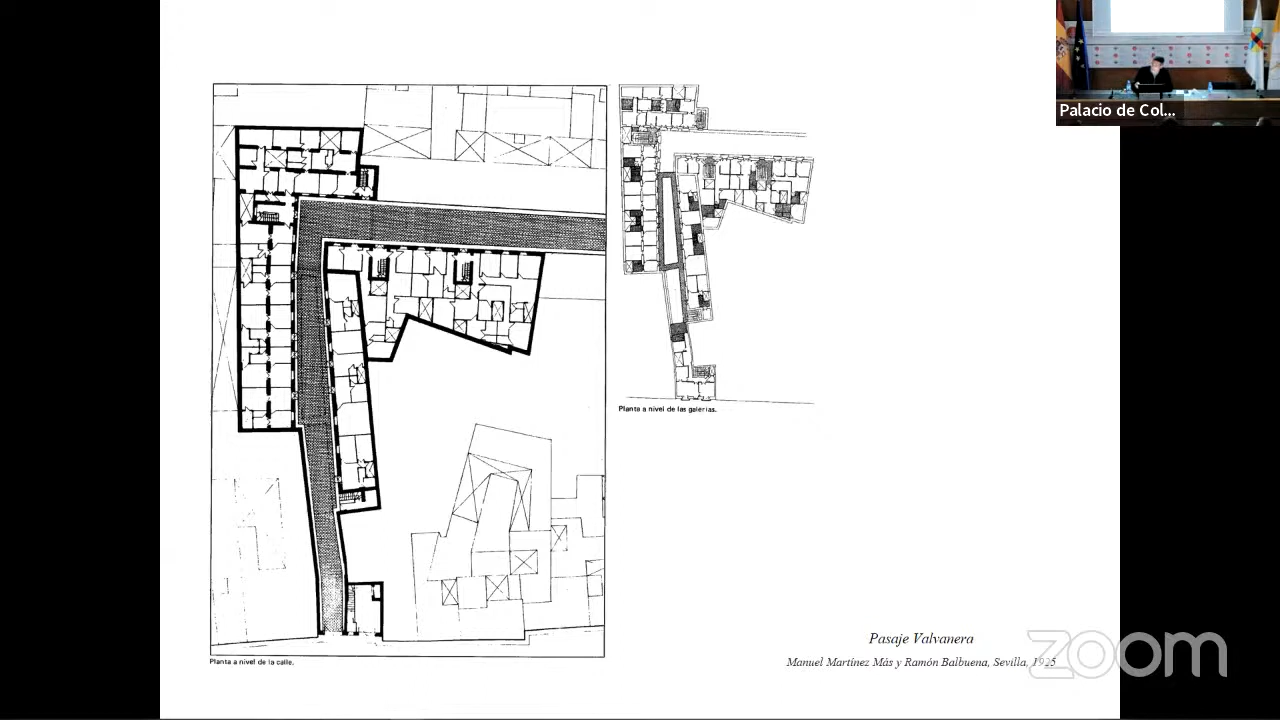 Palacio de Col...
Planta a nivel de las galerías.
Planta a nivel de la calle.
Pasaje Valvanera
Manuel Martínez Más y Ramón Balbuena, Sevilla,
zoom